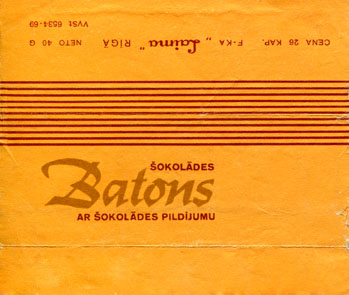 CENA 26 KAP. F-KA „Laima" RĪGĀ NETO 40 G
VVSt 6534-69
ŠOKOLĀDES
Batons
AR ŠOKOLĀDES PILDĪJUMU